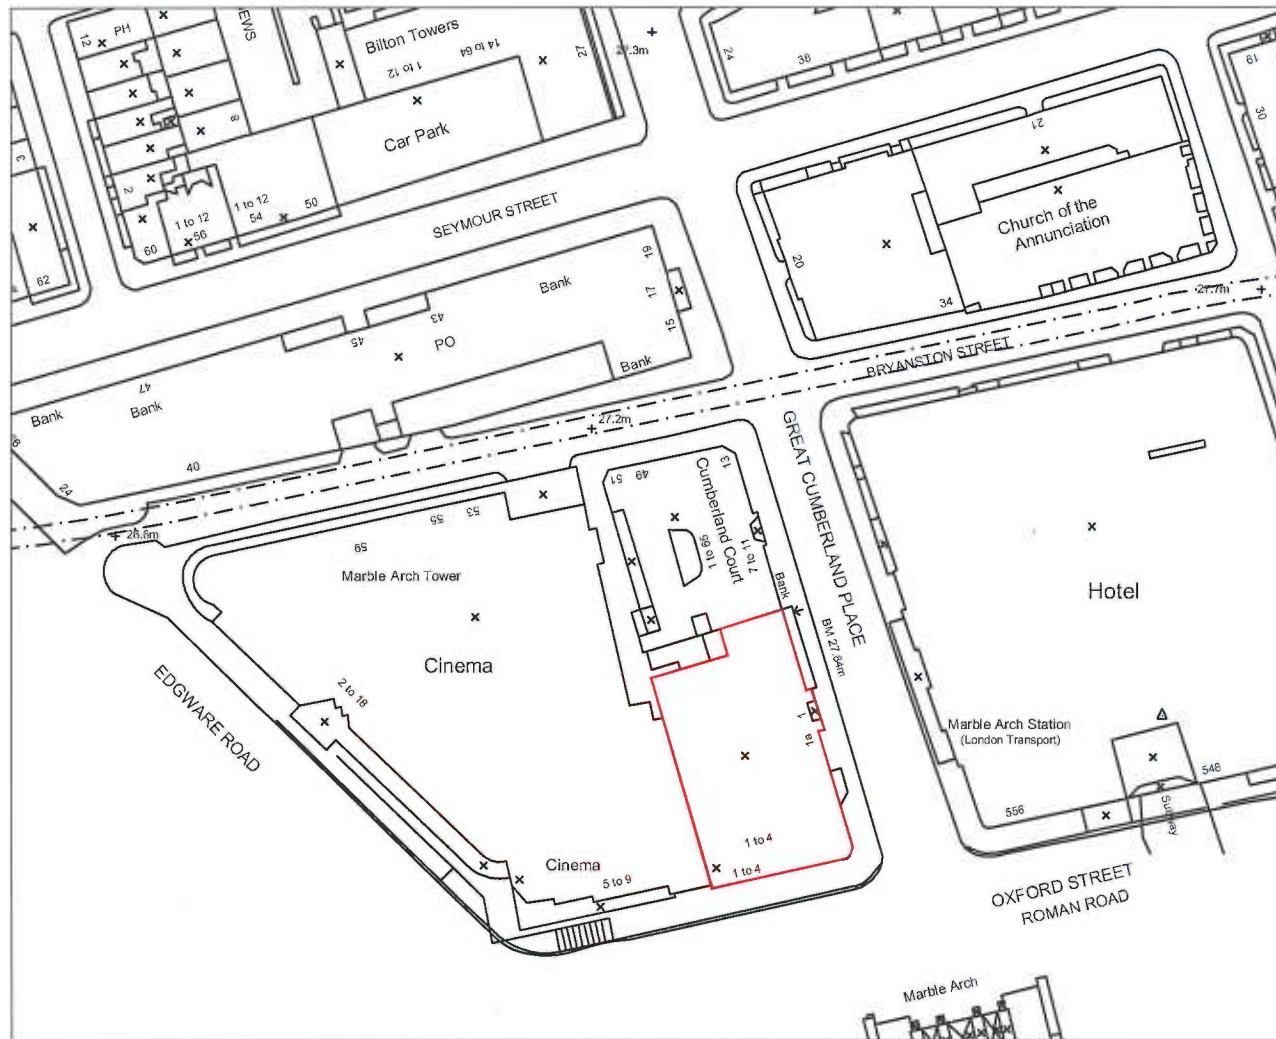 12
PH
MEWS
Bilton Towers
1 to 12
14 to 64
27
27.3m
24
38
19
30
Car Park
8
3
2
1 to 12
56
1 to 12
54
50
60
62
SEYMOUR STREET
21
Church of the
Annunciation
20
34
27.7m
Bank
19
17
15
43
45
PO
Bank
47
Bank
Bank
40
24
BRYANSTON STREET
27.2m
26.6m
GREAT CUMBERLAND PLACE
51
49
13
Cumberland Court
1 to 65
7 to 11
Bank
BM 27.84m
59
55
53
Marble Arch Tower
Cinema
EDGWARE ROAD
2 to 18
Hotel
1
1a
Marble Arch Station
(London Transport)
548
556
Subway
1 to 4
1 to 4
Cinema
5 to 9
OXFORD STREET
ROMAN ROAD
Marble Arch